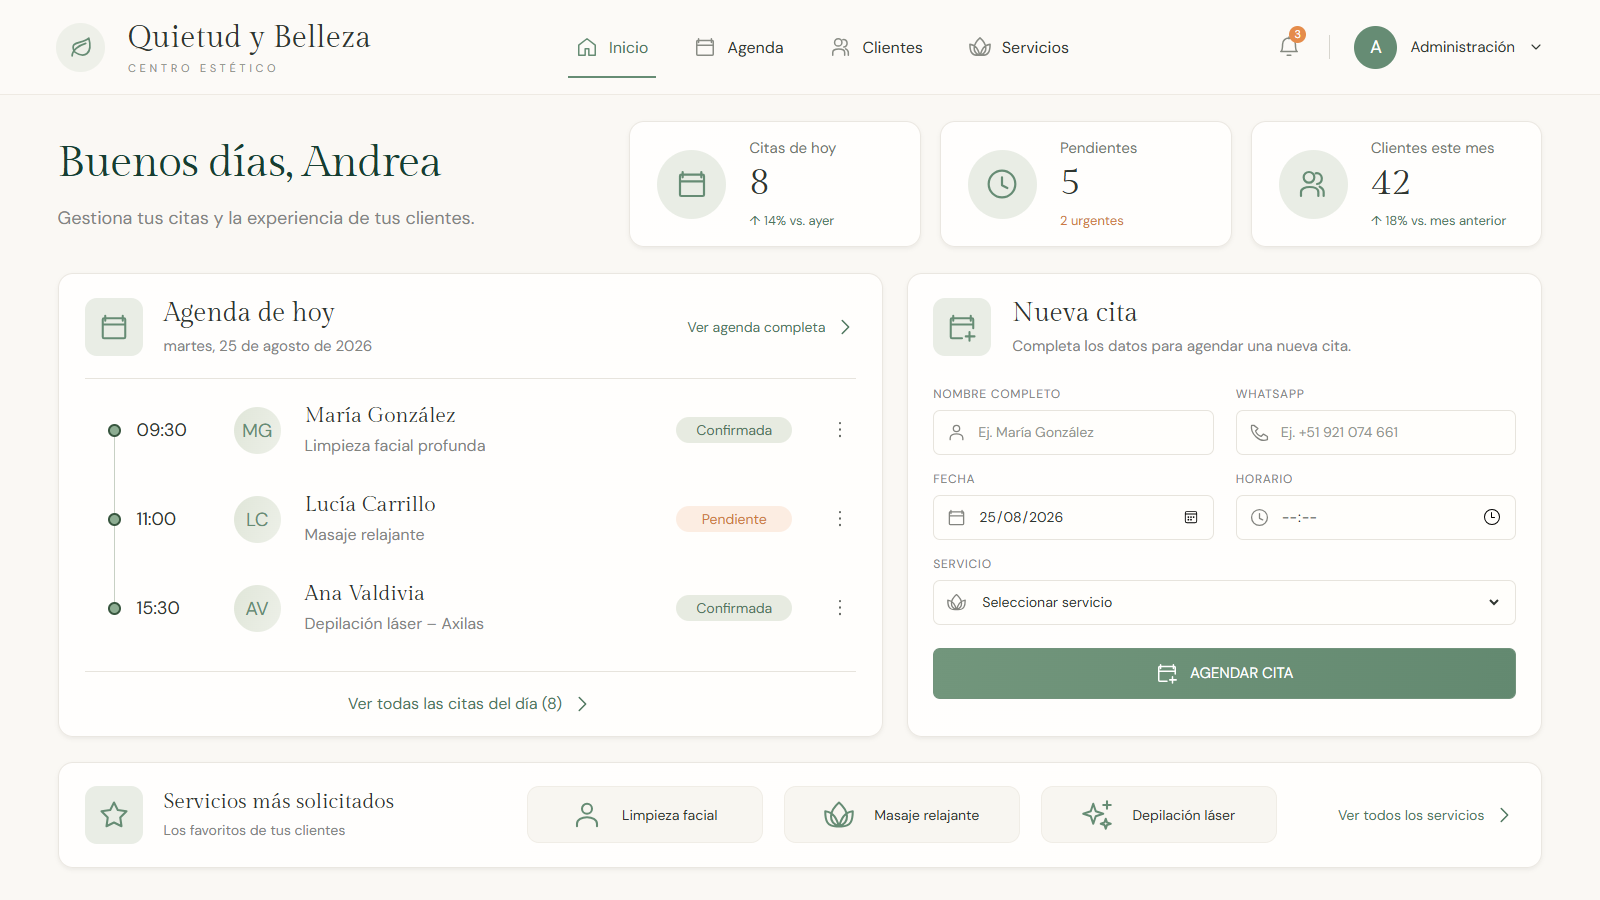 Quietud y Belleza
CENTRO ESTÉTICO
Inicio
Agenda
Clientes
Servicios
3
A
Administración
Buenos días, Andrea
Gestiona tus citas y la experiencia de tus clientes.
Citas de hoy
8
↑ 14% vs. ayer
Pendientes
5
2 urgentes
Clientes este mes
42
↑ 18% vs. mes anterior
Agenda de hoy
martes, 25 de agosto de 2026
Ver agenda completa
09:30
MG
María González
Limpieza facial profunda
Confirmada
11:00
LC
Lucía Carrillo
Masaje relajante
Pendiente
15:30
AV
Ana Valdivia
Depilación láser – Axilas
Confirmada
Ver todas las citas del día (8)
Nueva cita
Completa los datos para agendar una nueva cita.
NOMBRE COMPLETO
Ej. María González
WHATSAPP
Ej. +51 921 074 661
FECHA
25/08/2026
HORARIO
--:--
SERVICIO
Seleccionar servicio
AGENDAR CITA
Servicios más solicitados
Los favoritos de tus clientes
Limpieza facial
Masaje relajante
Depilación láser
Ver todos los servicios